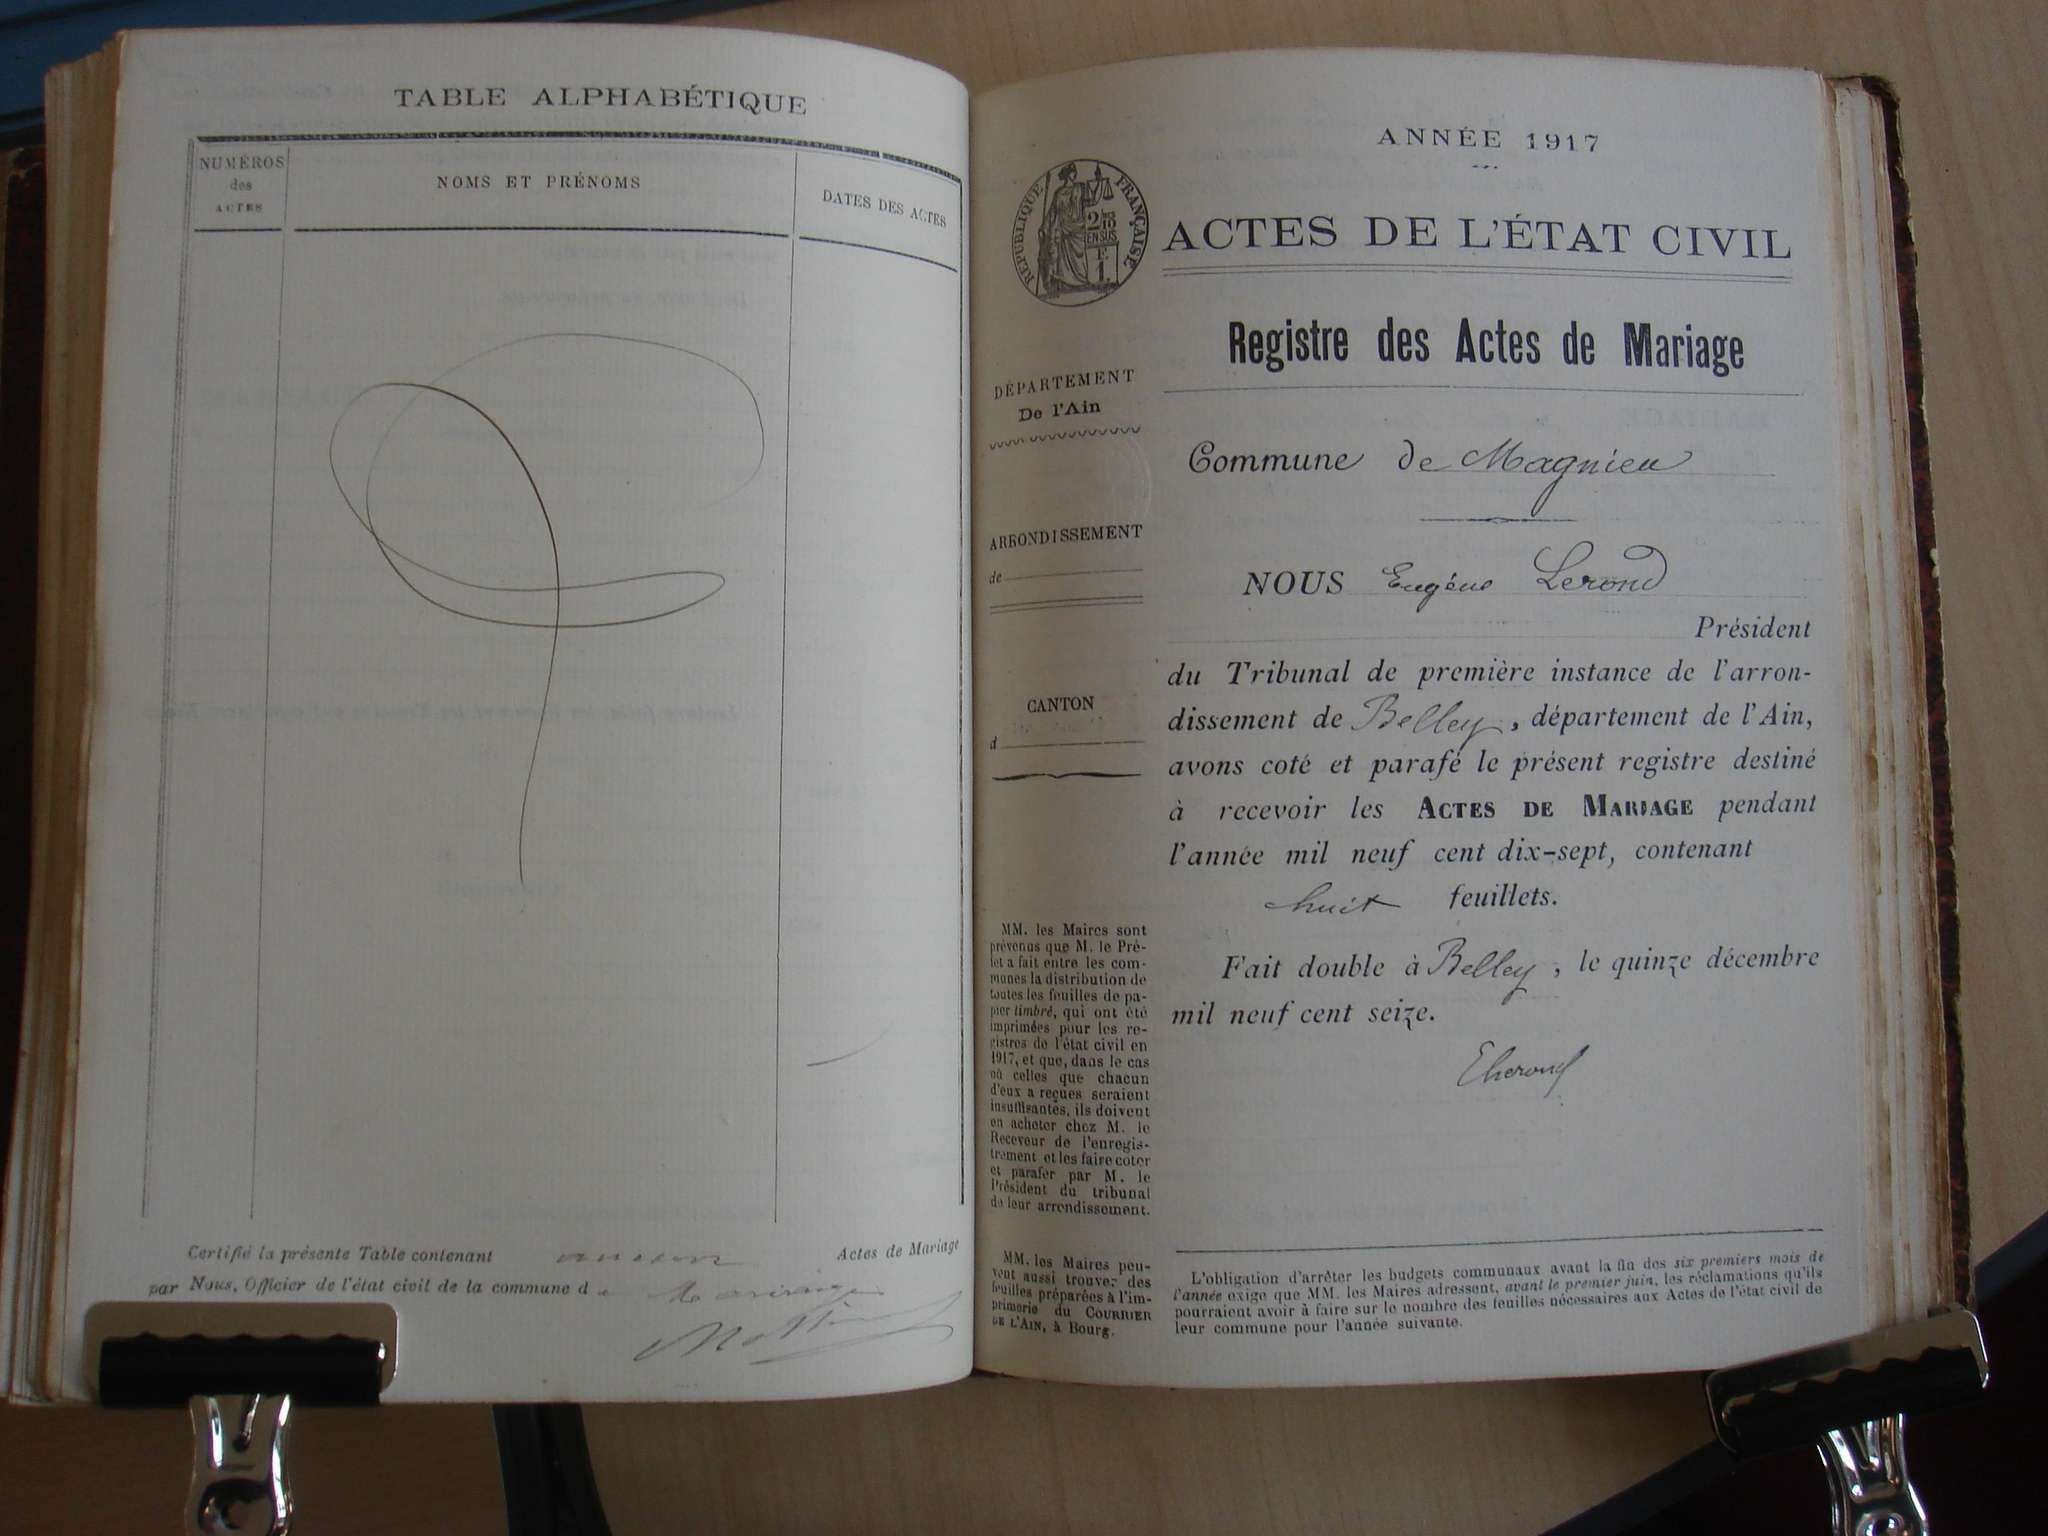 TABLE ALPHABÉTIQUE
NUMÉROS
des
ACTES
NOMS ET PRÉNOMS
DATES DES ACTES
Certifié la présente Table contenant aucun Actes de Mariage
par Nous, Officier de l'état civil de la commune d
ANNÉE 1917
RÉPUBLIQUE FRANÇAISE
2/10
EN SUS
ACTES DE L'ÉTAT CIVIL
Registre des Actes de Mariage
DÉPARTEMENT
De l'Ain
ARRONDISSEMENT
de
CANTON
d
MM. les Maires sont
prévenus que M. le Pré-
fet a fait entre les com-
munes la distribution de
toutes les feuilles de pa-
pier timbré, qui ont été
imprimées pour les re-
gistres de l'état civil en
1917, et que, dans le cas
où celles que chacun
d'eux a reçues seraient
insuffisantes, ils doivent
en acheter chez M. le
Receveur de l'enregis-
trement et les faire coter
et parafer par M. le
Président du tribunal
de leur arrondissement.
MM. les Maires peu-
vent aussi trouver des
feuilles préparées à l'im-
primerie du COURRIER
DE L'AIN, à Bourg.
Commune de Magnieu
NOUS Eugène Lerond
Président
du Tribunal de première instance de l'arron-
dissement de Belley, département de l'Ain,
avons coté et parafé le présent registre destiné
à recevoir les ACTES DE MARIAGE pendant
l'année mil neuf cent dix-sept, contenant
huit feuillets.
Fait double à Belley, le quinze décembre
mil neuf cent seize.
L'obligation d'arrêter les budgets communaux avant la fin des six premiers mois de
l'année exige que MM. les Maires adressent, avant le premier juin, les réclamations qu'ils
pourraient avoir à faire sur le nombre des feuilles nécessaires aux Actes de l'état civil de
leur commune pour l'année suivante.